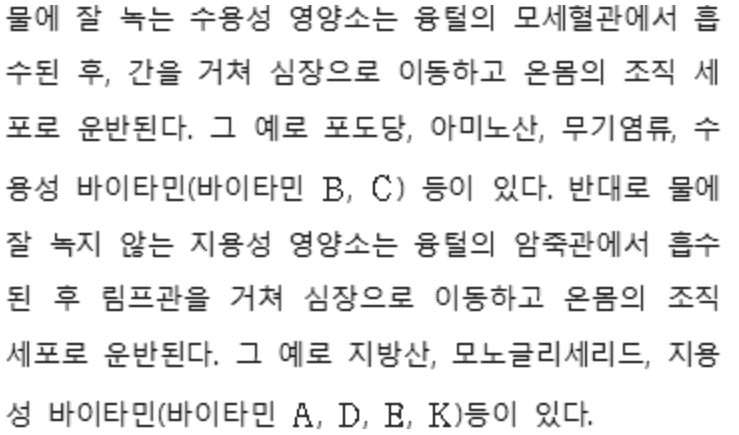 물에 잘 녹는 수용성 영양소는 융털의 모세혈관에서 흡
수된 후, 간을 거쳐 심장으로 이동하고 온몸의 조직 세
포로 운반된다. 그 예로 포도당, 아미노산, 무기염류, 수
용성 바이타민(바이타민 B, C) 등이 있다. 반대로 물에
잘 녹지 않는 지용성 영양소는 융털의 암죽관에서 흡수
된 후 림프관을 거쳐 심장으로 이동하고 온몸의 조직
세포로 운반된다. 그 예로 지방산, 모노글리세리드, 지용
성 바이타민(바이타민 A, D, E, K)등이 있다.